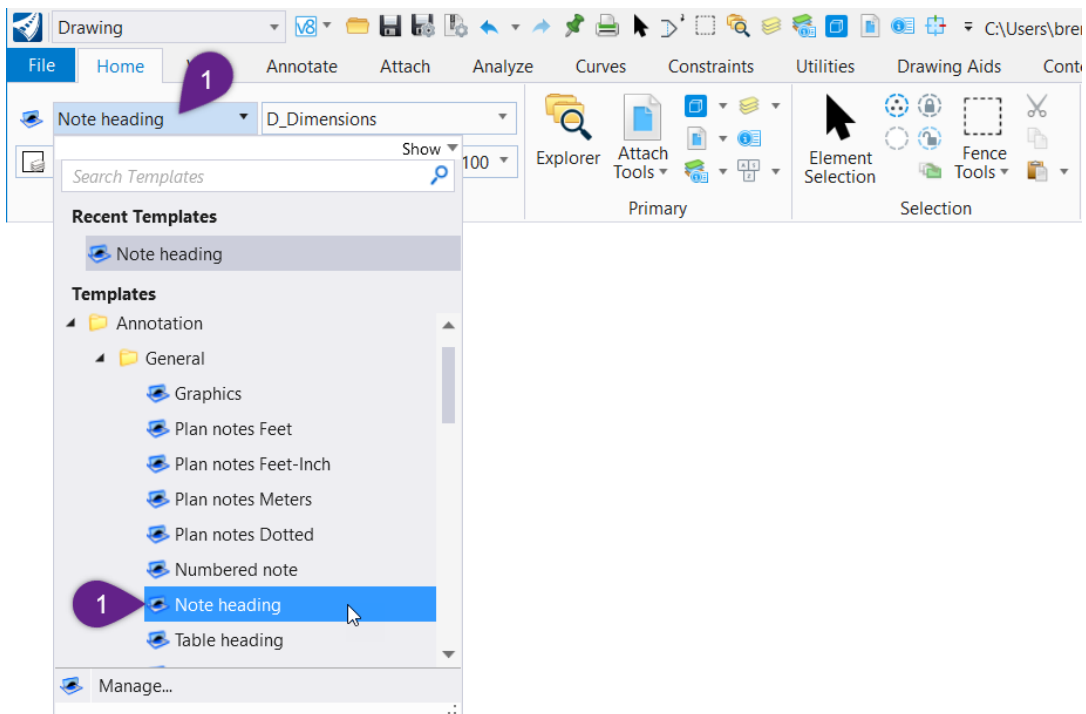 Drawing
V8
C:\Users\bre
File Home Annotate Attach Analyze Curves Constraints Utilities Drawing Aids Cont
1
Note heading D_Dimensions
Explorer Attach Tools Element Selection Fence Tools
Show
100
Search Templates
Primary Selection
Recent Templates
Note heading
Templates
Annotation
General
Graphics
Plan notes Feet
Plan notes Feet-Inch
Plan notes Meters
Plan notes Dotted
Numbered note
1 Note heading
Table heading
Manage...